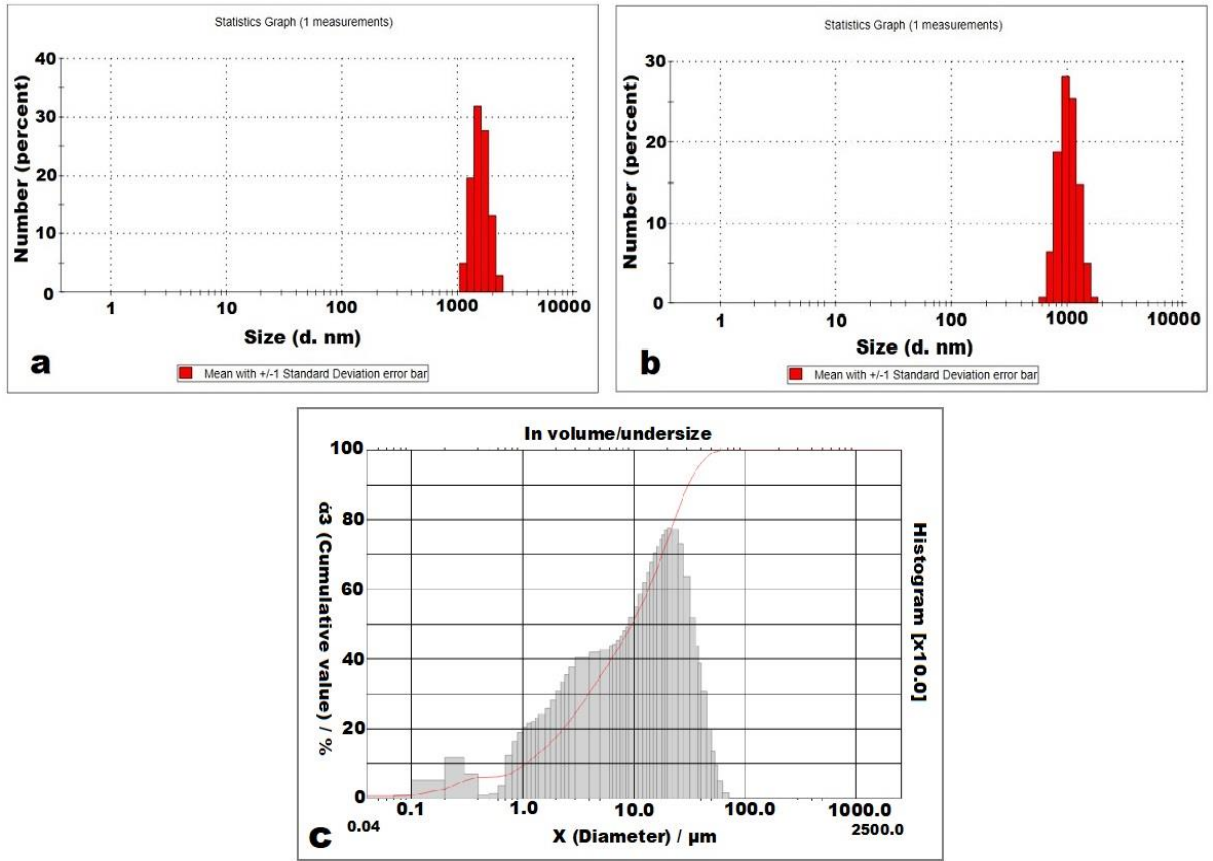 Statistics Graph (1 measurements)
Number (percent)
40
30
20
10
0
1 10 100 1000 10000
Size (d. nm)
a
Mean with +/-1 Standard Deviation error bar
Statistics Graph (1 measurements)
Number (percent)
30
20
10
0
1 10 100 1000 10000
Size (d. nm)
b
Mean with +/-1 Standard Deviation error bar
In volume/undersize
ά3 (Cumulative value) / %
100
80
60
40
20
0
Histogram [x10.0]
0.1 1.0 10.0 100.0 1000.0
0.04 2500.0
X (Diameter) / µm
c